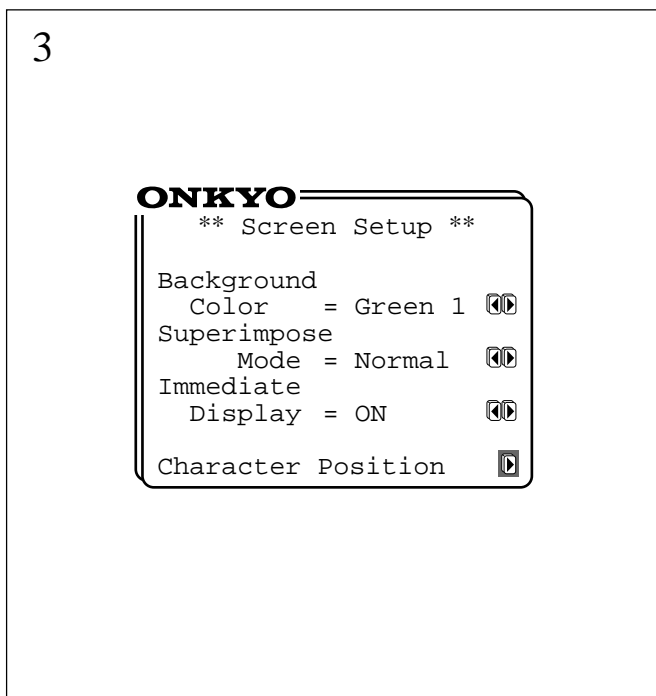 3
ONKYO
** Screen Setup **
Background
Color = Green 1
Superimpose
Mode = Normal
Immediate
Display = ON
Character Position